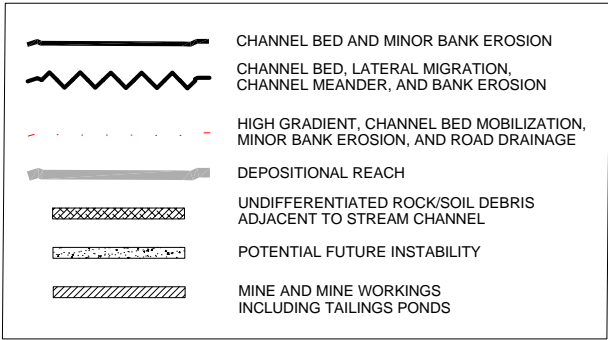 CHANNEL BED AND MINOR BANK EROSION
CHANNEL BED, LATERAL MIGRATION,
CHANNEL MEANDER, AND BANK EROSION
HIGH GRADIENT, CHANNEL BED MOBILIZATION,
MINOR BANK EROSION, AND ROAD DRAINAGE
DEPOSITIONAL REACH
UNDIFFERENTIATED ROCK/SOIL DEBRIS
ADJACENT TO STREAM CHANNEL
POTENTIAL FUTURE INSTABILITY
MINE AND MINE WORKINGS
INCLUDING TAILINGS PONDS